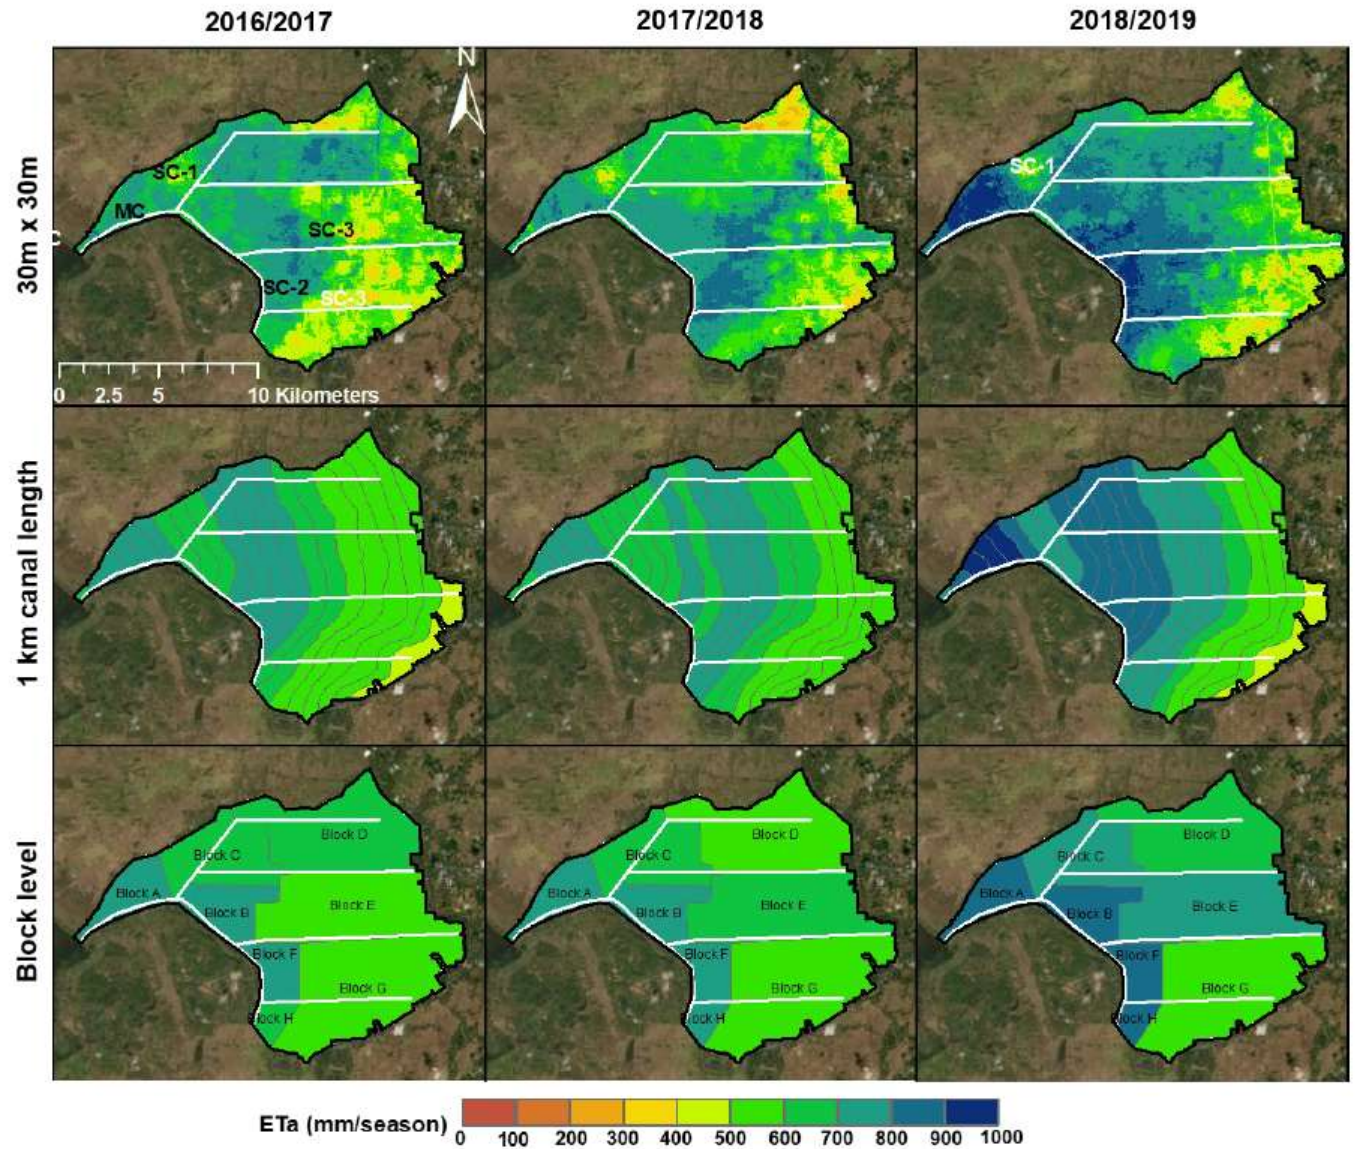 2016/2017 2017/2018 2018/2019
30m x 30m
N
SC-1
MC
C
SC-3
SC-2
SC-3
0 2.5 5 10 Kilometers
SC-1
1 km canal length
Block level
Block D
Block C
Block A
Block B
Block E
Block F
Block G
Block H
Block D
Block C
Block A
Block B
Block E
Block F
Block G
Block H
Block D
Block C
Block A
Block B
Block E
Block F
Block G
Block H
ETa (mm/season)
0 100 200 300 400 500 600 700 800 900 1000